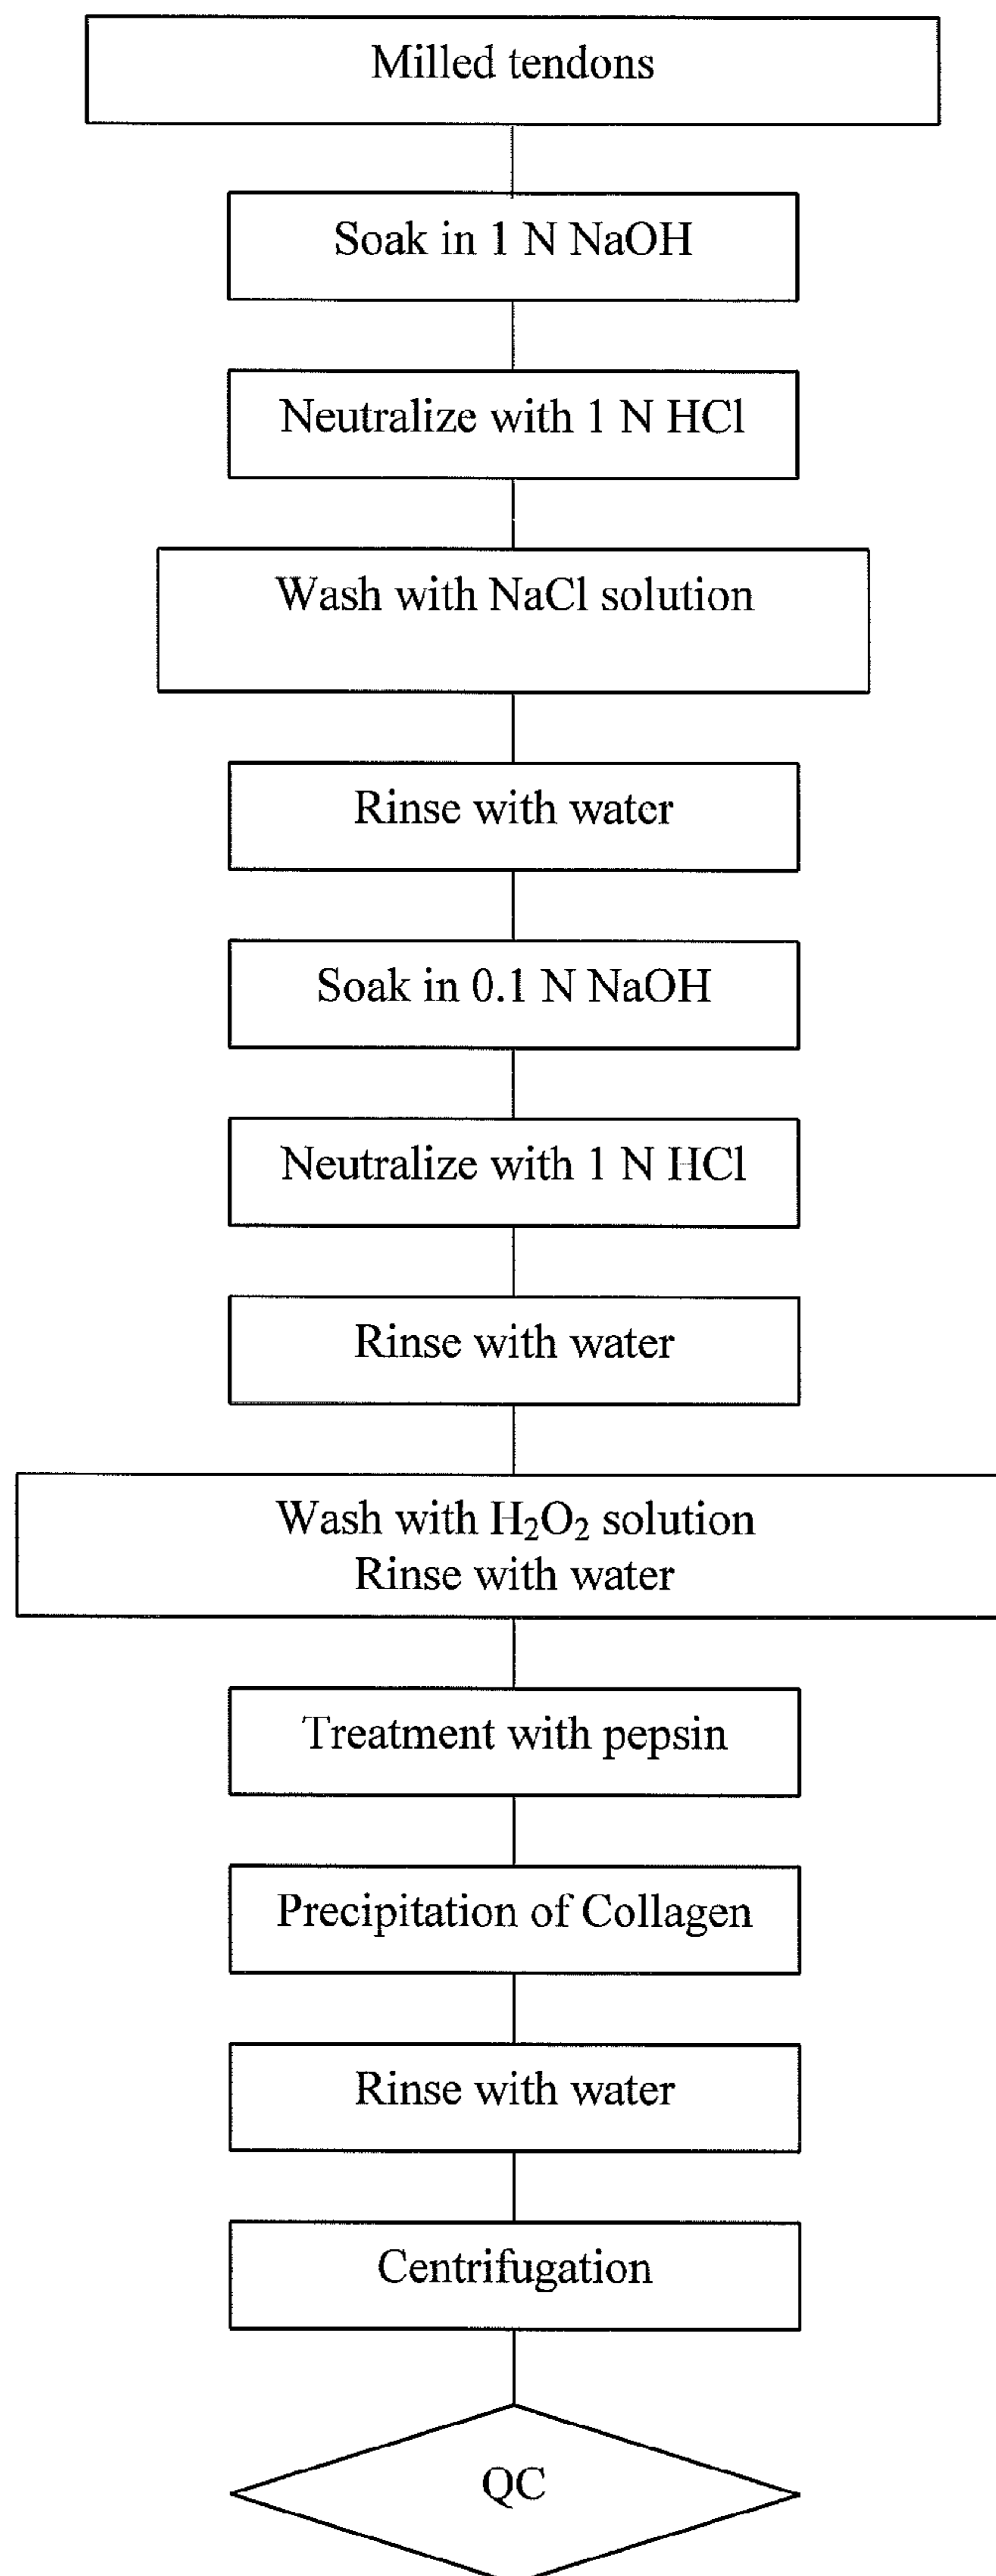 Milled tendons
Soak in 1 N NaOH
Neutralize with 1 N HCl
Wash with NaCl solution
Rinse with water
Soak in 0.1 N NaOH
Neutralize with 1 N HCl
Rinse with water
Wash with H₂O₂ solution
Rinse with water
Treatment with pepsin
Precipitation of Collagen
Rinse with water
Centrifugation
QC